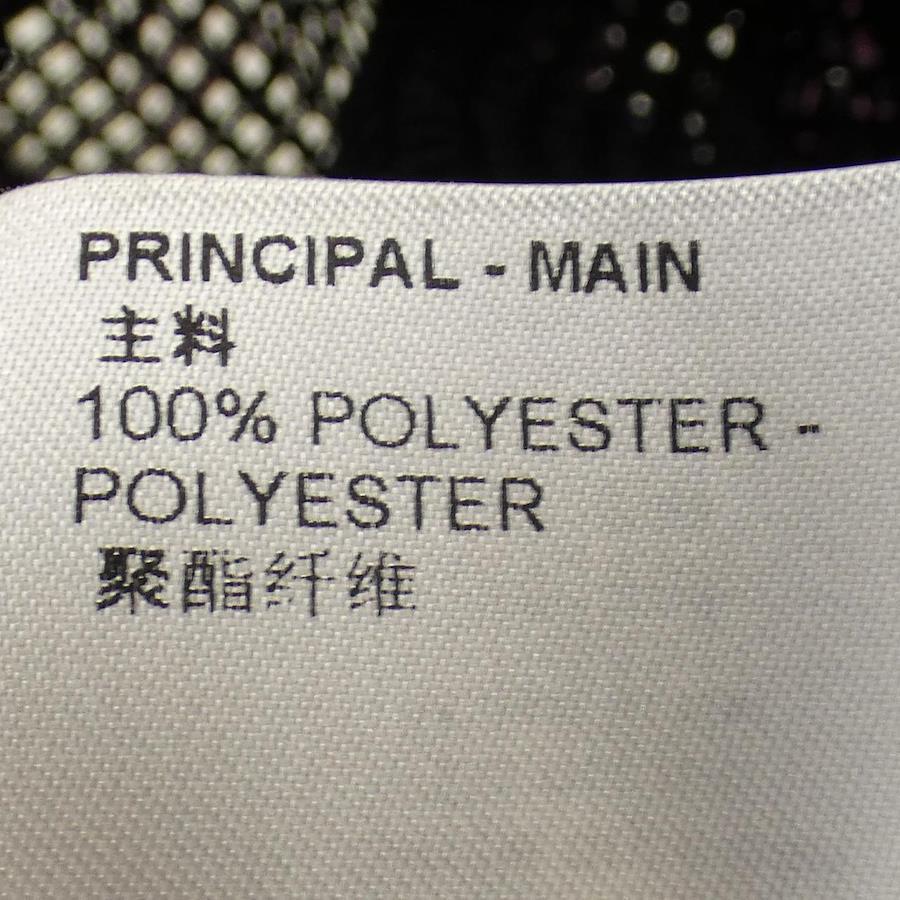 PRINCIPAL - MAIN
主料
100% POLYESTER -
POLYESTER
聚酯纤维